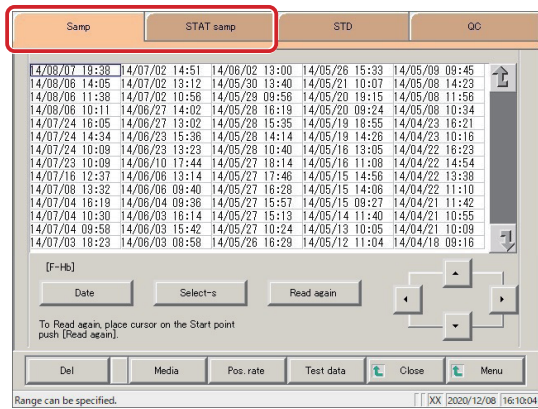 Samp STAT samp STD QC
14/08/07 19:38 14/07/02 14:51 14/06/02 13:00 14/05/26 15:33 14/05/09 09:45
14/08/06 14:05 14/07/02 13:12 14/05/30 13:40 14/05/21 10:07 14/05/08 14:23
14/08/06 11:38 14/07/02 10:56 14/05/29 09:56 14/05/20 19:15 14/05/08 11:56
14/08/06 10:11 14/06/27 14:02 14/05/28 16:19 14/05/20 09:24 14/05/08 10:34
14/07/24 16:05 14/06/27 13:02 14/05/28 15:35 14/05/19 18:55 14/04/23 16:21
14/07/24 14:34 14/06/23 15:36 14/05/28 14:14 14/05/19 14:26 14/04/23 10:16
14/07/24 10:09 14/06/23 13:23 14/05/28 10:40 14/05/16 13:05 14/04/22 16:23
14/07/23 10:09 14/06/10 17:44 14/05/27 18:14 14/05/16 11:08 14/04/22 14:54
14/07/16 12:37 14/06/06 13:14 14/05/27 17:46 14/05/15 14:56 14/04/22 13:38
14/07/08 13:32 14/06/06 09:40 14/05/27 16:28 14/05/15 14:06 14/04/22 11:10
14/07/04 16:19 14/06/04 09:36 14/05/27 15:57 14/05/15 09:27 14/04/21 11:42
14/07/04 10:30 14/06/03 16:14 14/05/27 15:13 14/05/14 11:40 14/04/21 10:55
14/07/04 09:58 14/06/03 15:42 14/05/27 10:24 14/05/13 10:05 14/04/21 10:09
14/07/03 18:23 14/06/03 08:58 14/05/26 16:29 14/05/12 11:04 14/04/18 09:16
[F-Hb]
Date Select-s Read again
To Read again, place cursor on the Start point
push [Read again].
Del Media Pos. rate Test data Close Menu
Range can be specified. XX 2020/12/08 16:10:04